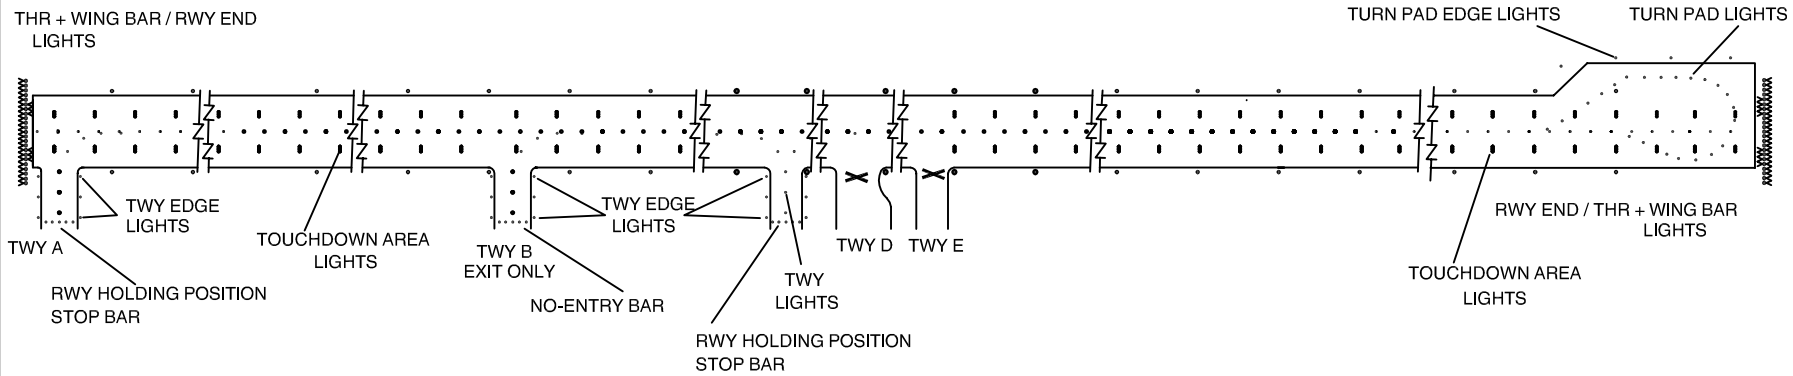 THR + WING BAR / RWY END
LIGHTS
TURN PAD EDGE LIGHTS
TURN PAD LIGHTS
TWY EDGE
LIGHTS
TWY A
TOUCHDOWN AREA
LIGHTS
RWY HOLDING POSITION
STOP BAR
TWY B
EXIT ONLY
NO-ENTRY BAR
TWY EDGE
LIGHTS
TWY
LIGHTS
RWY HOLDING POSITION
STOP BAR
TWY D
TWY E
RWY END / THR + WING BAR
LIGHTS
TOUCHDOWN AREA
LIGHTS